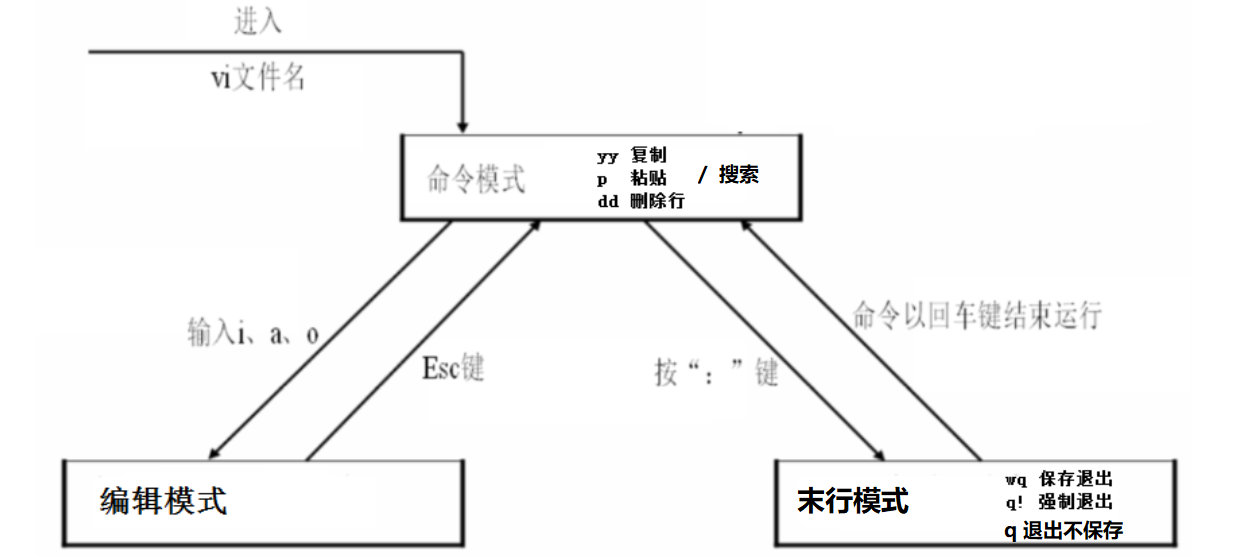 进入
vi文件名
命令模式
yy 复制
p 粘贴
dd 删除行
/ 搜索
输入i、a、o
Esc键
按“：”键
命令以回车键结束运行
编辑模式
末行模式
wq 保存退出
q! 强制退出
q 退出不保存